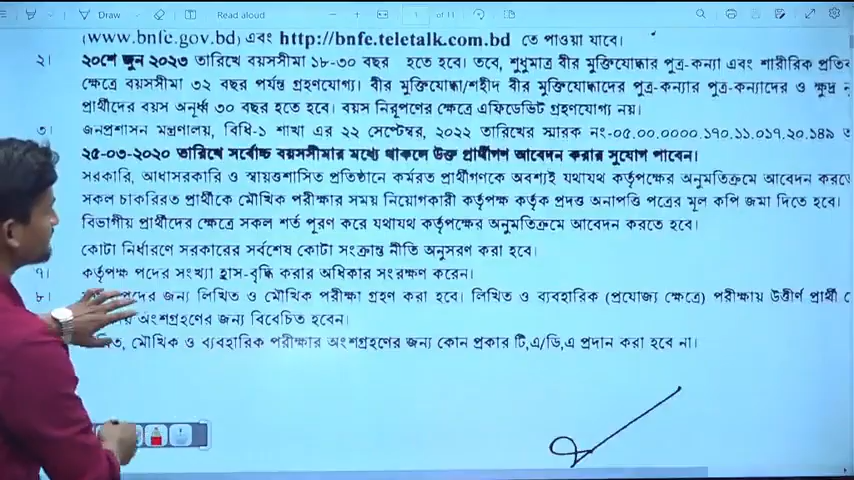 Draw
Read aloud
1 of 11
(www.bnfe.gov.bd) এবং http://bnfe.teletalk.com.bd তে পাওয়া যাবে।
২। ২০শে জুন ২০২৩ তারিখে বয়সসীমা ১৮-৩০ বছর হতে হবে। তবে, শুধুমাত্র বীর মুক্তিযোদ্ধার পুত্র-কন্যা এবং শারীরিক
ক্ষেত্রে বয়সসীমা ৩২ বছর পর্যন্ত গ্রহণযোগ্য। বীর মুক্তিযোদ্ধা/শহীদ বীর মুক্তিযোদ্ধাদের পুত্র-কন্যার পুত্র-কন্যাদের ও ক্ষুদ্র
প্রার্থীদের বয়স অনূর্ধ্ব ৩০ বছর হতে হবে। বয়স নিরূপণের ক্ষেত্রে এফিডেভিট গ্রহণযোগ্য নয়।
৩। জনপ্রশাসন মন্ত্রণালয়, বিধি-১ শাখা এর ২২ সেপ্টেম্বর, ২০২২ তারিখের স্মারক নং-০৫.০০.০০০০.১৭০.১১.০১৭.২০.১৪৯
২৫-০৩-২০২০ তারিখে সর্বোচ্চ বয়সসীমার মধ্যে থাকলে উক্ত প্রার্থীগণ আবেদন করার সুযোগ পাবেন।
সরকারি, আধাসরকারি ও স্বায়ত্তশাসিত প্রতিষ্ঠানে কর্মরত প্রার্থীগণকে অবশ্যই যথাযথ কর্তৃপক্ষের অনুমতিক্রমে আবেদন করতে
সকল চাকরিরত প্রার্থীকে মৌখিক পরীক্ষার সময় নিয়োগকারী কর্তৃপক্ষ কর্তৃক প্রদত্ত অনাপত্তি পত্রের মূল কপি জমা দিতে হবে।
বিভাগীয় প্রার্থীদের ক্ষেত্রে সকল শর্ত পূরণ করে যথাযথ কর্তৃপক্ষের অনুমতিক্রমে আবেদন করতে হবে।
কোটা নির্ধারণে সরকারের সর্বশেষ কোটা সংক্রান্ত নীতি অনুসরণ করা হবে।
৭। কর্তৃপক্ষ পদের সংখ্যা হ্রাস-বৃদ্ধি করার অধিকার সংরক্ষণ করেন।
৮। পদের জন্য লিখিত ও মৌখিক পরীক্ষা গ্রহণ করা হবে। লিখিত ও ব্যবহারিক (প্রযোজ্য ক্ষেত্রে) পরীক্ষায় উত্তীর্ণ প্রার্থী
অংশগ্রহণের জন্য বিবেচিত হবেন।
মৌখিক ও ব্যবহারিক পরীক্ষার অংশগ্রহণের জন্য কোন প্রকার টি,এ/ডি,এ প্রদান করা হবে না।